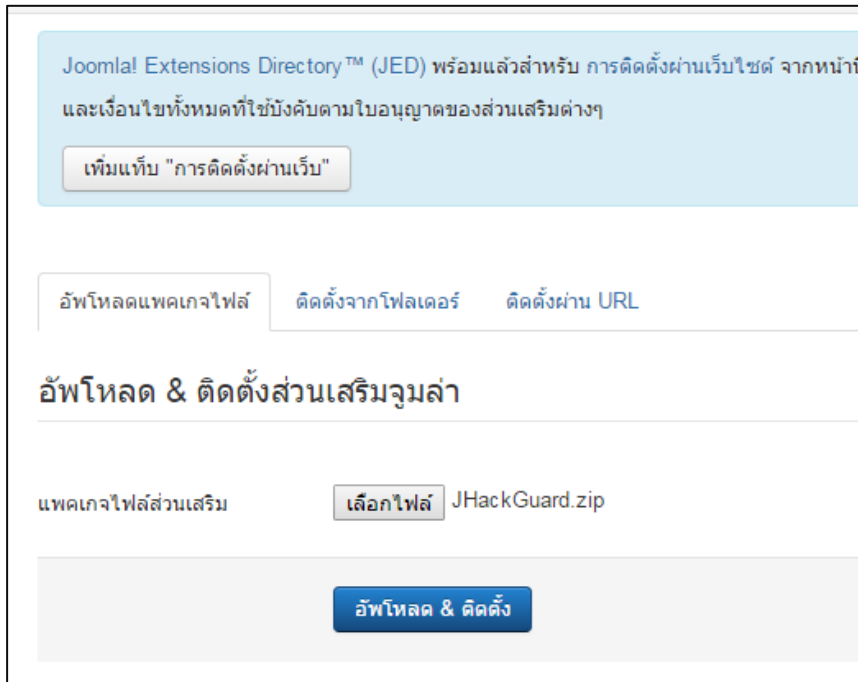 Joomla! Extensions Directory™ (JED) พร้อมแล้วสำหรับ การติดตั้งผ่านเว็บไซต์ จากหน้า
และเงื่อนไขทั้งหมดที่ใช้บังคับตามใบอนุญาตของส่วนเสริมต่างๆ
เพิ่มแท็บ "การติดตั้งผ่านเว็บ"
อัพโหลดแพคเกจไฟล์ ติดตั้งจากโฟลเดอร์ ติดตั้งผ่าน URL
อัพโหลด & ติดตั้งส่วนเสริมจูมล่า
แพคเกจไฟล์ส่วนเสริม เลือกไฟล์ JHackGuard.zip
อัพโหลด & ติดตั้ง